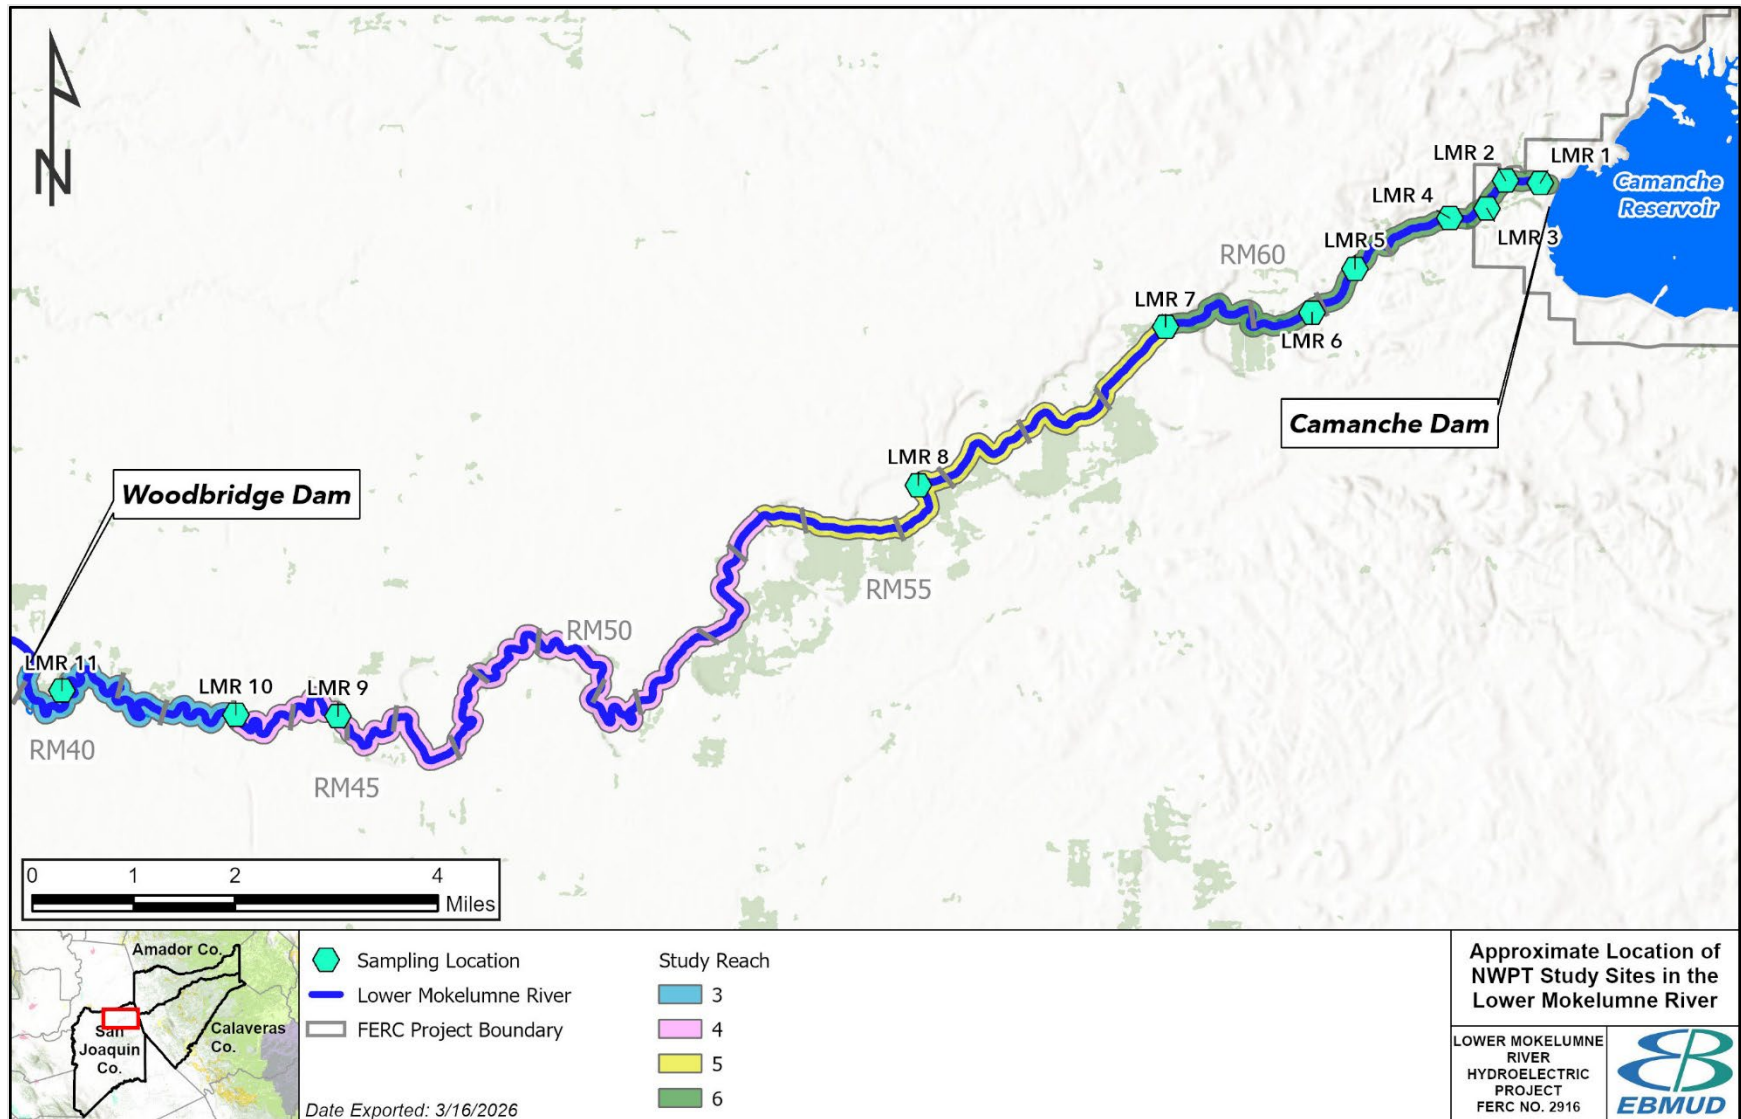 N
LMR 2
LMR 1
Camanche
Reservoir
LMR 4
LMR 3
LMR 5
RM60
LMR 7
LMR 6
Camanche Dam
LMR 8
Woodbridge Dam
RM55
RM50
LMR 11
LMR 10
LMR 9
RM40
RM45
0 1 2 4
Miles
Amador Co.
San
Joaquin
Co.
Calaveras
Co.
Sampling Location
Lower Mokelumne River
FERC Project Boundary
Date Exported: 3/16/2026
Study Reach
3
4
5
6
Approximate Location of
NWPT Study Sites in the
Lower Mokelumne River
LOWER MOKELUMNE
RIVER
HYDROELECTRIC
PROJECT
FERC NO. 2916
EBMUD